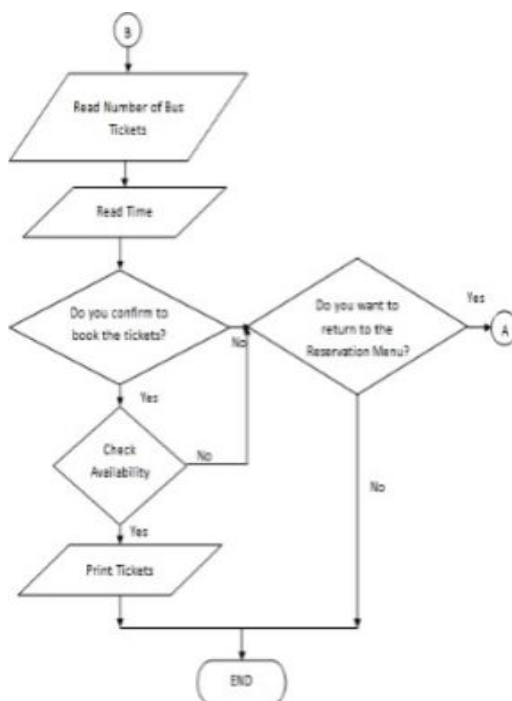 B
Read Number of Bus
Tickets
Read Time
Do you confirm to
book the tickets?
No
Do you want to
return to the
Reservation Menu?
Yes
A
Yes
Check
Availability
No
No
Yes
Print Tickets
END